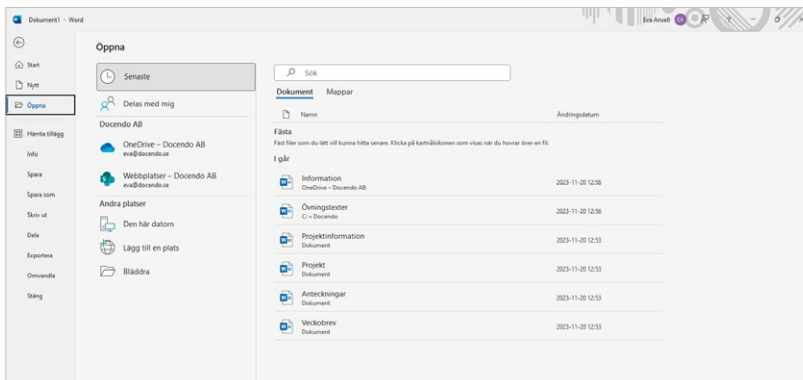 Dokument1 - Word
Eva Ansell
EA
?
Start
Nytt
Öppna
Hämta tillägg
Info
Spara
Spara som
Skriv ut
Dela
Exportera
Omvandla
Stäng
Öppna
Senaste
Delas med mig
Docendo AB
OneDrive – Docendo AB
eva@docendo.se
Webbplatser – Docendo AB
eva@docendo.se
Andra platser
Den här datorn
Lägg till en plats
Bläddra
Sök
Dokument Mappar
Namn Ändringsdatum
Fästa
Fäst filer som du lätt vill kunna hitta senare. Klicka på kartnålsikonen som visas när du hovrar över en fil.
I går
Information 2023-11-20 12:56
OneDrive – Docendo AB
Övningstexter 2023-11-20 12:56
C: » Docendo
Projektinformation 2023-11-20 12:53
Dokument
Projekt 2023-11-20 12:53
Dokument
Anteckningar 2023-11-20 12:53
Dokument
Veckobrev 2023-11-20 12:53
Dokument